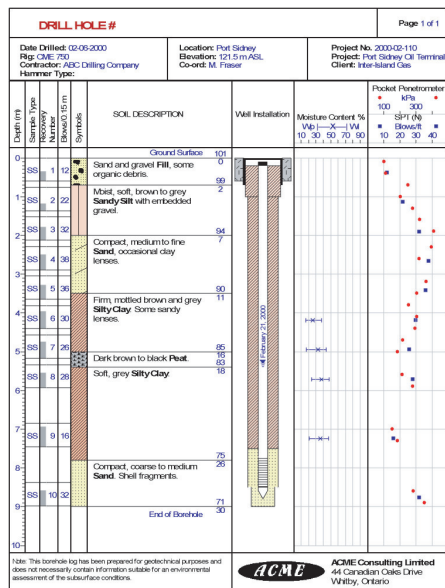 DRILL HOLE #
Page 1 of 1
Date Drilled: 02-06-2000
Rig: CME 750
Contractor: ABC Drilling Company
Hammer Type:
Location: Port Sidney
Elevation: 121.5 m ASL
Co-ord: M. Fraser
Project No. 2000-02-110
Project: Port Sidney Oil Terminal
Client: Inter-Island Gas
Depth (m)
Sample Type
Recovery
Number
Blows/0.15 m
Symbols
SOIL DESCRIPTION
Well Installation
Moisture Content %
Wp |—X—| Wl
10 30 50 70 90
Pocket Penetrometer
kPa
100 300
SPT (N)
Blows/ft
10 20 30 40
Ground Surface 101
0 0
SS 1 12 Sand and gravel Fill, some
organic debris.
99
1 2
SS 2 22 Moist, soft, brown to grey
Sandy Silt with embedded
gravel.
SS 3 32 94
2 7
SS 4 38 Compact, medium to fine
Sand, occasional clay
lenses.
3
SS 5 36 90
11
Firm, mottled brown and grey
Silty Clay. Some sandy
lenses.
4
SS 6 30
SS 7 26 85
5 16
Dark brown to black Peat. 83
18
SS 8 28 Soft, grey Silty Clay.
February 21, 2000
6
7
SS 9 16
75
26
8 Compact, coarse to medium
Sand. Shell fragments.
SS 10 32 71
9 30
End of Borehole
10
Note: This borehole log has been prepared for geotechnical purposes and
does not necessarily contain information suitable for an environmental
assessment of the subsurface conditions.
ACME
ACME Consulting Limited
44 Canadian Oaks Drive
Whitby, Ontario